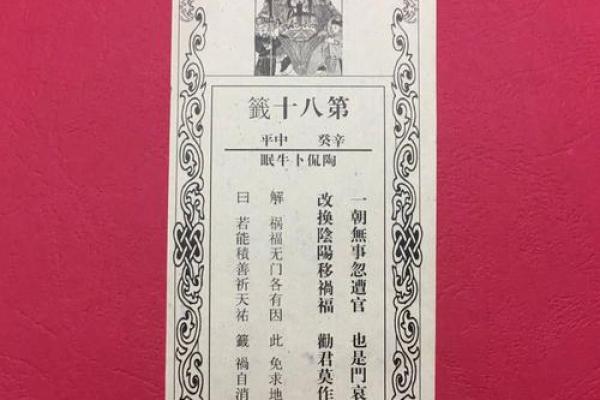 第八十籤
辛癸 中平
陶侃卜牛眠
一朝無事忽遭官 也是門衰
改換陰陽移禍福 勸君莫作
解 祸福无门各有因 此 免求地
曰 若能積善祈天祐 籤 禍自消